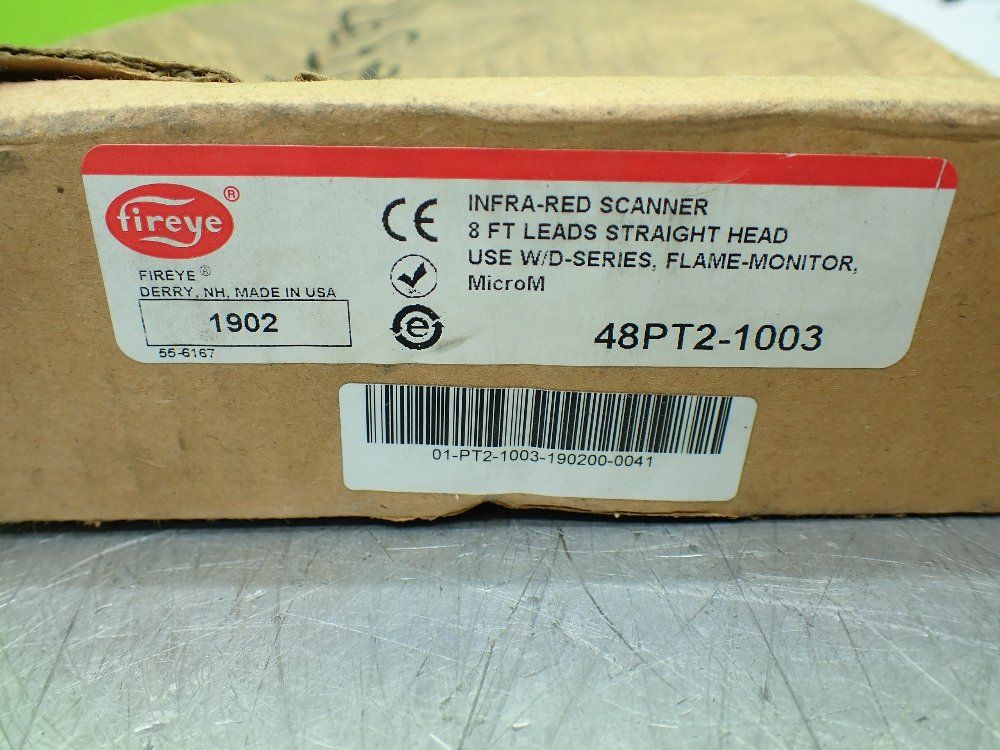 fireye®
FIREYE®
DERRY, NH, MADE IN USA
1902
55-6167
CE
e
INFRA-RED SCANNER
8 FT LEADS STRAIGHT HEAD
USE W/D-SERIES, FLAME-MONITOR,
MicroM
48PT2-1003
01-PT2-1003-190200-0041